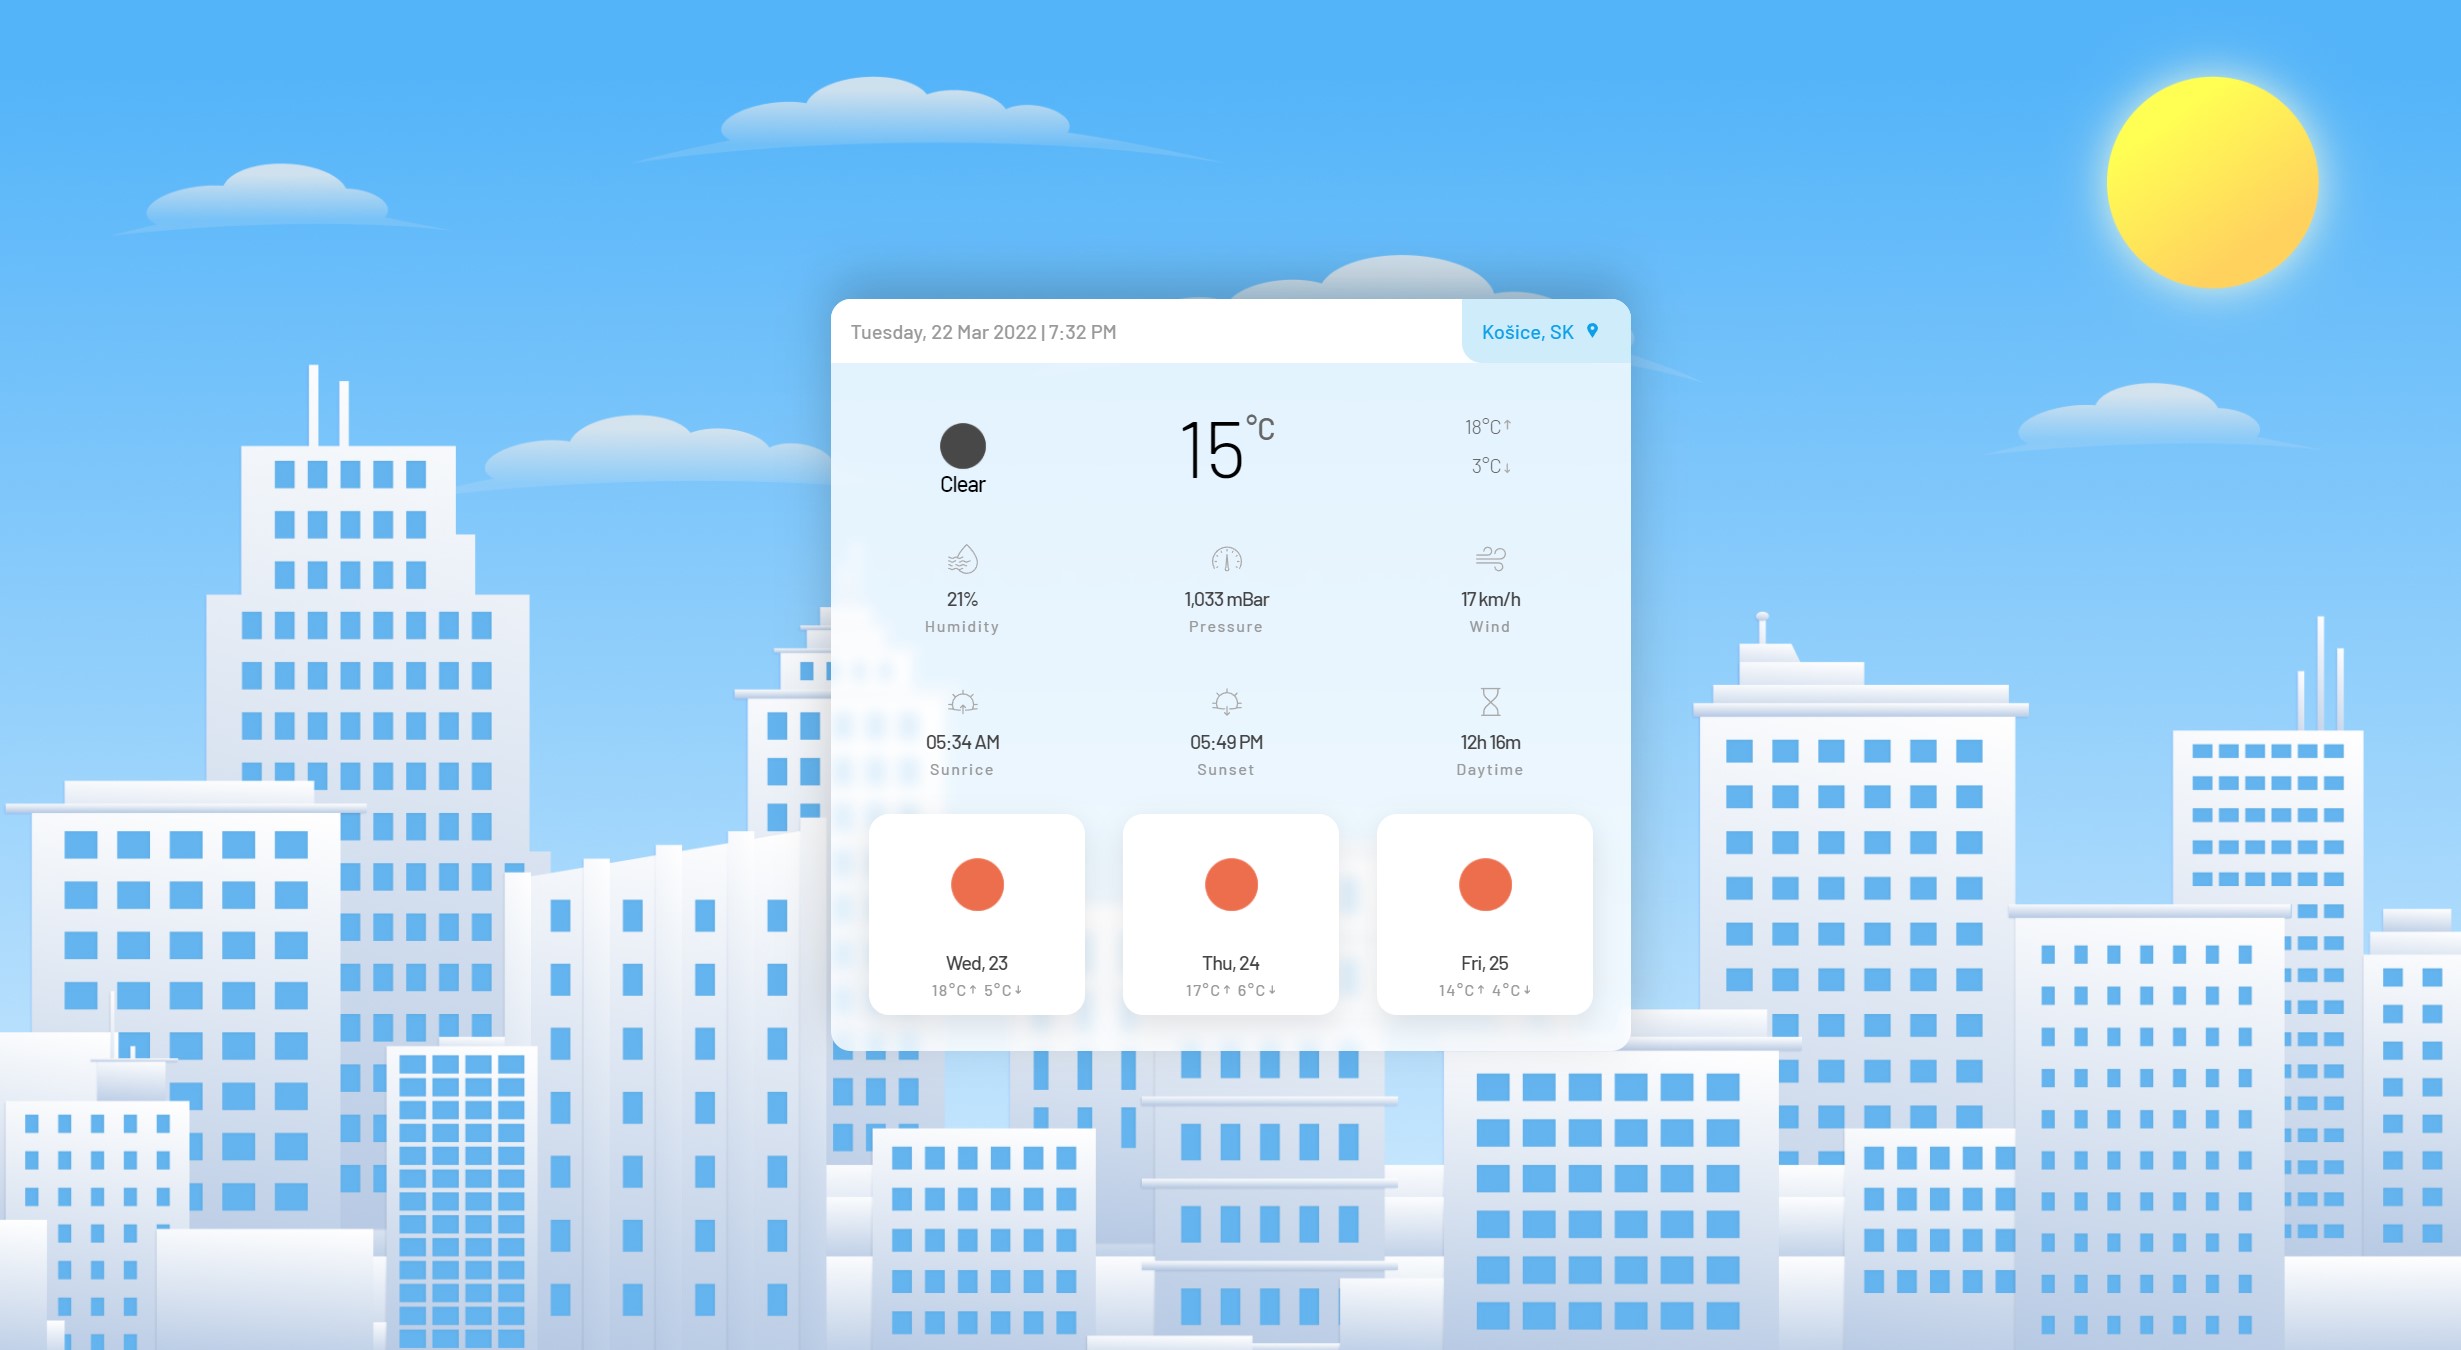 Tuesday, 22 Mar 2022 | 7:32 PM
Košice, SK
Clear
15°C
18°C↑
3°C↓
21%
Humidity
1,033 mBar
Pressure
17 km/h
Wind
05:34 AM
Sunrice
05:49 PM
Sunset
12h 16m
Daytime
Wed, 23
18°C↑ 5°C↓
Thu, 24
17°C↑ 6°C↓
Fri, 25
14°C↑ 4°C↓